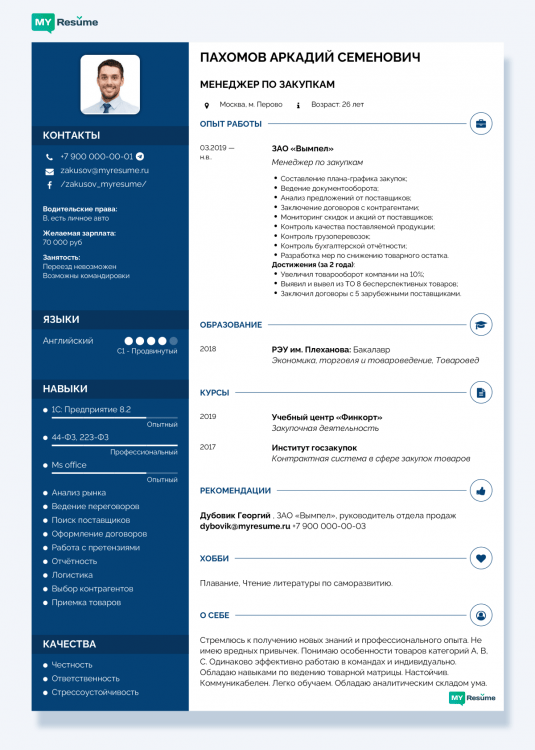 MY Resume
КОНТАКТЫ
+7 900 000-00-01
zakusov@myresume.ru
/zakusov_myresume/
Водительские права:
В, есть личное авто
Желаемая зарплата:
70 000 руб
Занятость:
Переезд невозможен
Возможны командировки
ЯЗЫКИ
Английский
С1 - Продвинутый
НАВЫКИ
1С: Предприятие 8.2
Опытный
44-ФЗ, 223-ФЗ
Профессиональный
Ms office
Опытный
Анализ рынка
Ведение переговоров
Поиск поставщиков
Оформление договоров
Работа с претензиями
Отчётность
Логистика
Выбор контрагентов
Приемка товаров
КАЧЕСТВА
Честность
Ответственность
Стрессоустойчивость
ПАХОМОВ АРКАДИЙ СЕМЕНОВИЧ
МЕНЕДЖЕР ПО ЗАКУПКАМ
Москва, м. Перово Возраст: 26 лет
ОПЫТ РАБОТЫ
03.2019 —
н.в.
ЗАО «Вымпел»
Менеджер по закупкам
Составление плана-графика закупок;
Ведение документооборота;
Анализ предложений от поставщиков;
Заключение договоров с контрагентами;
Мониторинг скидок и акций от поставщиков;
Контроль качества поставляемой продукции;
Контроль грузоперевозок;
Контроль бухгалтерской отчётности;
Разработка мер по снижению товарного остатка.
Достижения (за 2 года):
Увеличил товарооборот компании на 10%;
Выявил и вывел из ТО 8 бесперспективных товаров;
Заключил договоры с 5 зарубежными поставщиками.
ОБРАЗОВАНИЕ
2018
РЭУ им. Плеханова: Бакалавр
Экономика, торговля и товароведение, Товаровед
КУРСЫ
2019
Учебный центр «Финкорт»
Закупочная деятельность
2017
Институт госзакупок
Контрактная система в сфере закупок товаров
РЕКОМЕНДАЦИИ
Дубовик Георгий . ЗАО «Вымпел», руководитель отдела продаж
dybovik@myresume.ru +7 900 000-00-03
ХОББИ
Плавание, Чтение литературы по саморазвитию.
О СЕБЕ
Стремлюсь к получению новых знаний и профессионального опыта. Не
имею вредных привычек. Понимаю особенности товаров категорий А, В,
С. Одинаково эффективно работаю в командах и индивидуально.
Обладаю навыками по ведению товарной матрицы. Настойчив.
Коммуникабелен. Легко обучаем. Обладаю аналитическим складом ума.
MY Resume